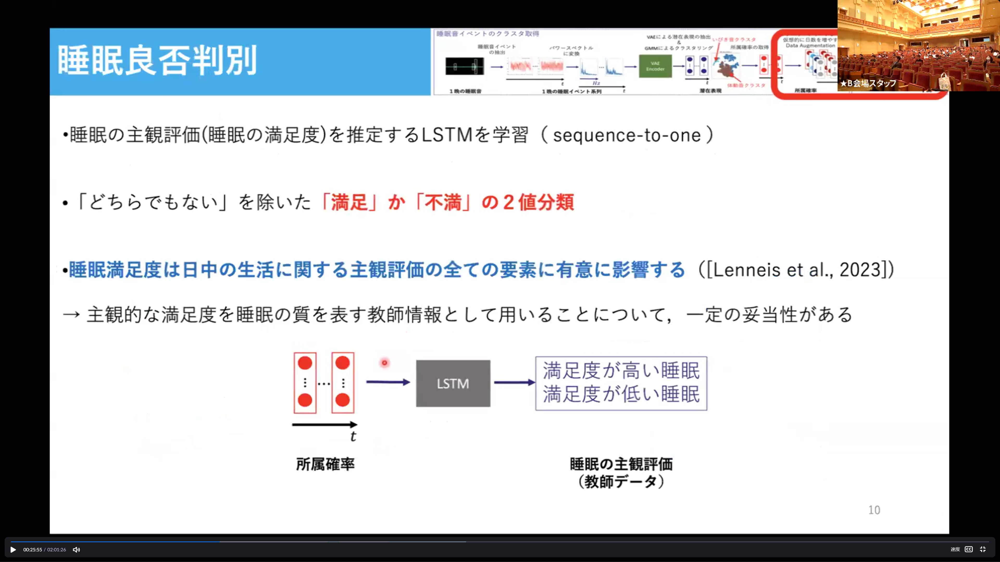 睡眠良否判別
睡眠音イベントのクラスタ取得
睡眠音イベント
の抽出
パワースペクトル
に変換
VAEによる潜在表現の抽出
&
GMMによるクラスタリング
いびき音クラスタ
所属確率の取得
仮想的に日数を増やす
Data Augmentation
VAE
Encoder
t
Hz
t
t
t
体動音クラスタ
1晩の睡眠音
1晩の睡眠イベント系列
潜在表現
所属確率
★B会場スタッフ
•睡眠の主観評価(睡眠の満足度)を推定するLSTMを学習（ sequence-to-one ）
•「どちらでもない」を除いた「満足」か「不満」の２値分類
•睡眠満足度は日中の生活に関する主観評価の全ての要素に有意に影響する（[Lenneis et al., 2023]）
→ 主観的な満足度を睡眠の質を表す教師情報として用いることについて，一定の妥当性がある
LSTM
満足度が高い睡眠
満足度が低い睡眠
t
所属確率
睡眠の主観評価
（教師データ）
10
00:25:55 / 02:01:26
速度
CC